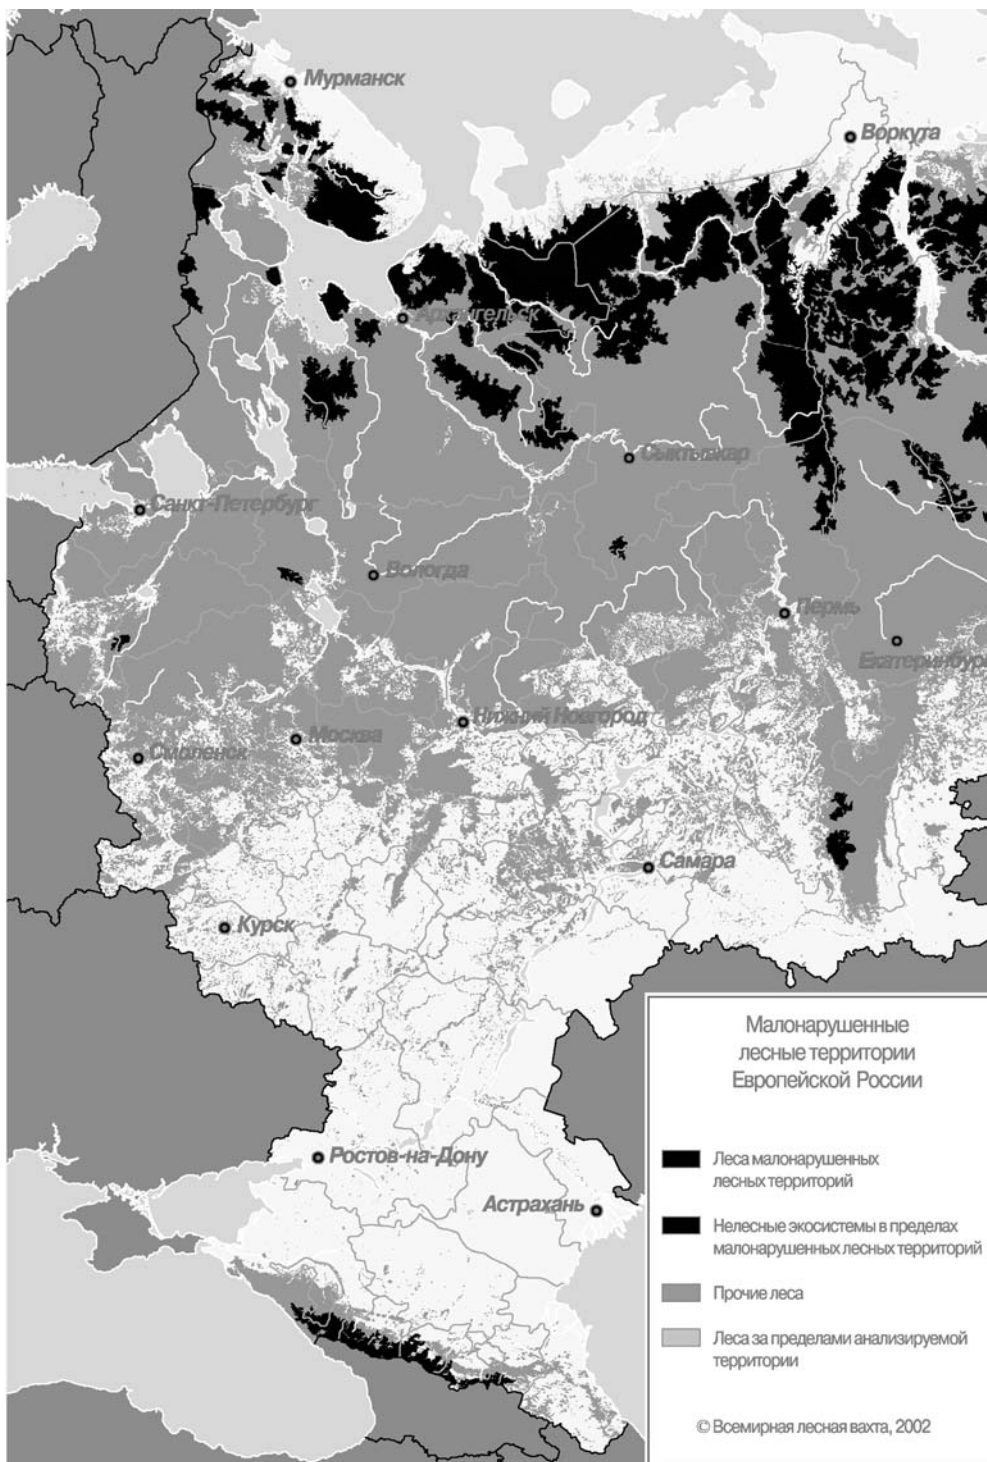 Мурманск
Воркута
Архангельск
Сыктывкар
Санкт-Петербург
Вологда
Пермь
Екатеринбург
Нижний Новгород
Москва
Смоленск
Самара
Курск
Ростов-на-Дону
Астрахань
Малонарушенные
лесные территории
Европейской России
Леса малонарушенных
лесных территорий
Нелесные экосистемы в пределах
малонарушенных лесных территорий
Прочие леса
Леса за пределами анализируемой
территории
© Всемирная лесная вахта, 2002